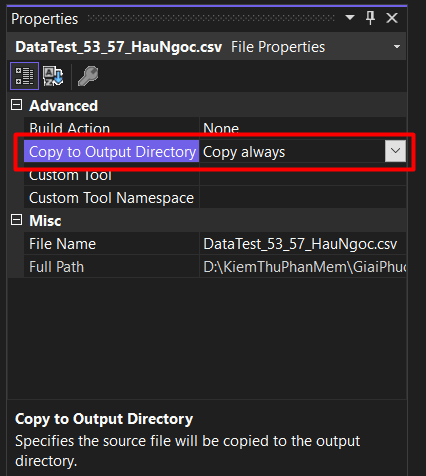 Properties
DataTest_53_57_HauNgoc.csv File Properties
Advanced
Build Action None
Copy to Output Directory Copy always
Custom Tool
Custom Tool Namespace
Misc
File Name DataTest_53_57_HauNgoc.csv
Full Path D:\KiemThuPhanMem\GiaiPhuo
Copy to Output Directory
Specifies the source file will be copied to the output
directory.